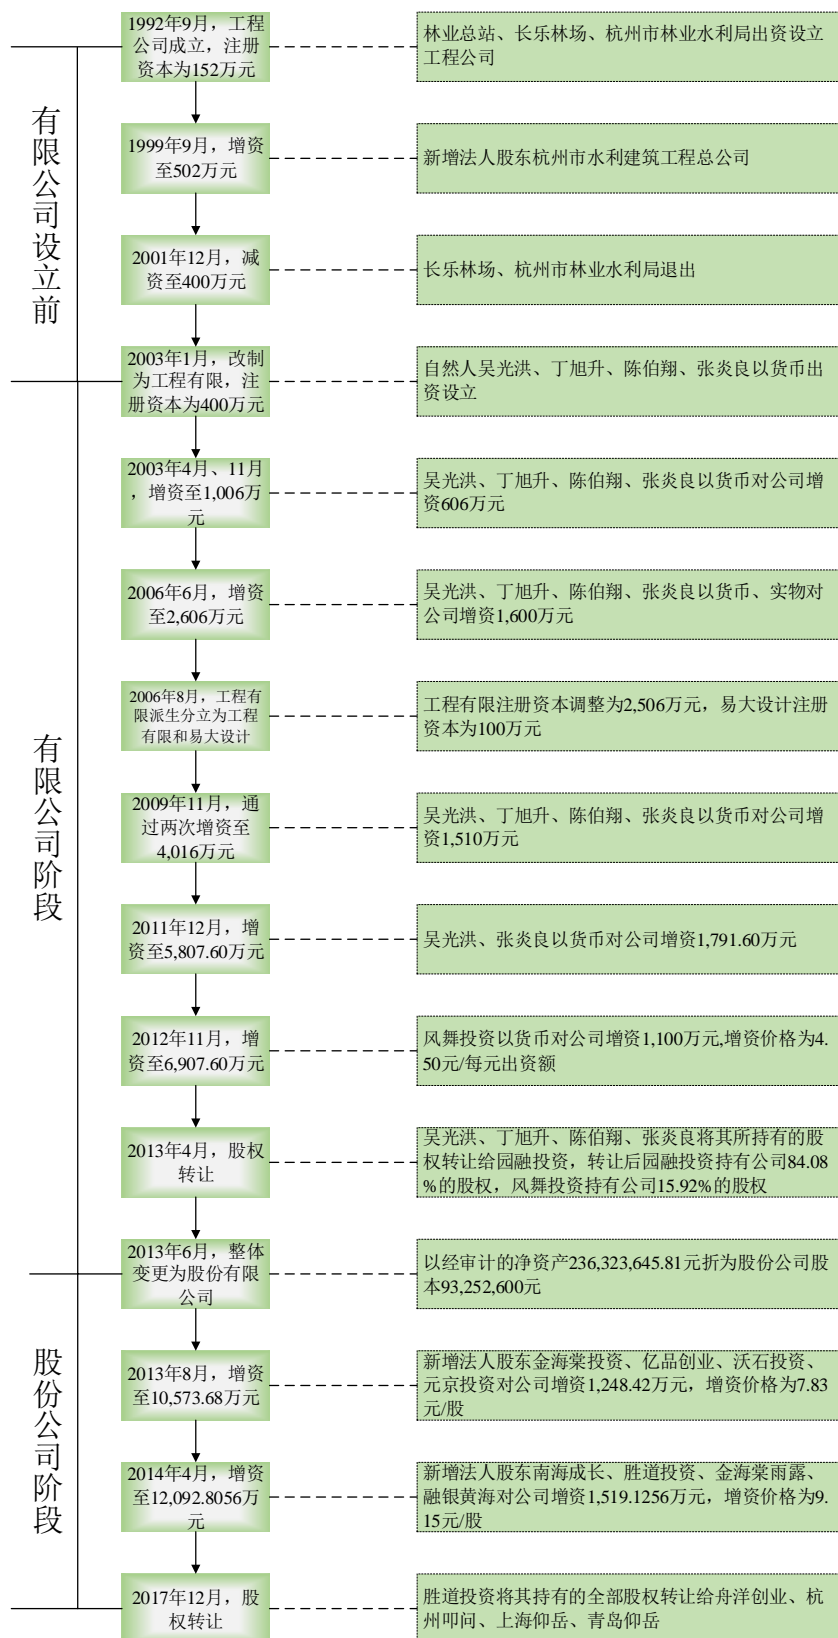 1992年9月，工程
公司成立，注册
资本为152万元
林业总站、长乐林场、杭州市林业水利局出资设立
工程公司
有限公司设立前
1999年9月，增资
至502万元
新增法人股东杭州市水利建筑工程总公司
2001年12月，减
资至400万元
长乐林场、杭州市林业水利局退出
2003年1月，改制
为工程有限，注
册资本为400万元
自然人吴光洪、丁旭升、陈伯翔、张炎良以货币出
资设立
2003年4月、11月
，增资至1,006万
元
吴光洪、丁旭升、陈伯翔、张炎良以货币对公司增
资606万元
2006年6月，增资
至2,606万元
吴光洪、丁旭升、陈伯翔、张炎良以货币、实物对
公司增资1,600万元
有限公司阶段
2006年8月，工程有
限派生分立为工程
有限和易大设计
工程有限注册资本调整为2,506万元，易大设计注册
资本为100万元
2009年11月，通
过两次增资至
4,016万元
吴光洪、丁旭升、陈伯翔、张炎良以货币对公司增
资1,510万元
2011年12月，增
资至5,807.60万元
吴光洪、张炎良以货币对公司增资1,791.60万元
2012年11月，增
资至6,907.60万元
风舞投资以货币对公司增资1,100万元,增资价格为4.
50元/每元出资额
2013年4月，股权
转让
吴光洪、丁旭升、陈伯翔、张炎良将其所持有的股
权转让给园融投资，转让后园融投资持有公司84.08
%的股权，风舞投资持有公司15.92%的股权
2013年6月，整体
变更为股份有限
公司
以经审计的净资产236,323,645.81元折为股份公司股
本93,252,600元
股份公司阶段
2013年8月，增资
至10,573.68万元
新增法人股东金海棠投资、亿品创业、沃石投资、
元京投资对公司增资1,248.42万元，增资价格为7.83
元/股
2014年4月，增资
至12,092.8056万
元
新增法人股东南海成长、胜道投资、金海棠雨露、
融银黄海对公司增资1,519.1256万元，增资价格为9.
15元/股
2017年12月，股
权转让
胜道投资将其持有的全部股权转让给舟洋创业、杭
州叩问、上海仰岳、青岛仰岳